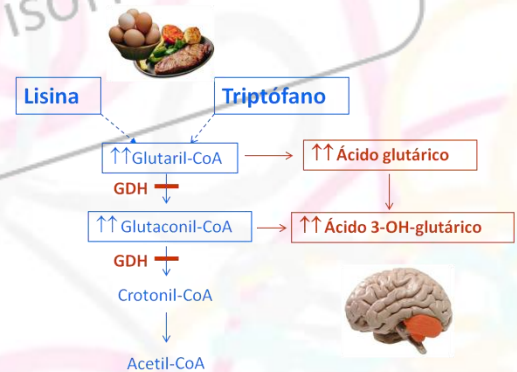 Lisina
Triptófano
↑↑Glutaril-CoA
↑↑Ácido glutárico
GDH
↑↑ Glutaconil-CoA
↑↑ Ácido 3-OH-glutárico
GDH
Crotonil-CoA
Acetil-CoA